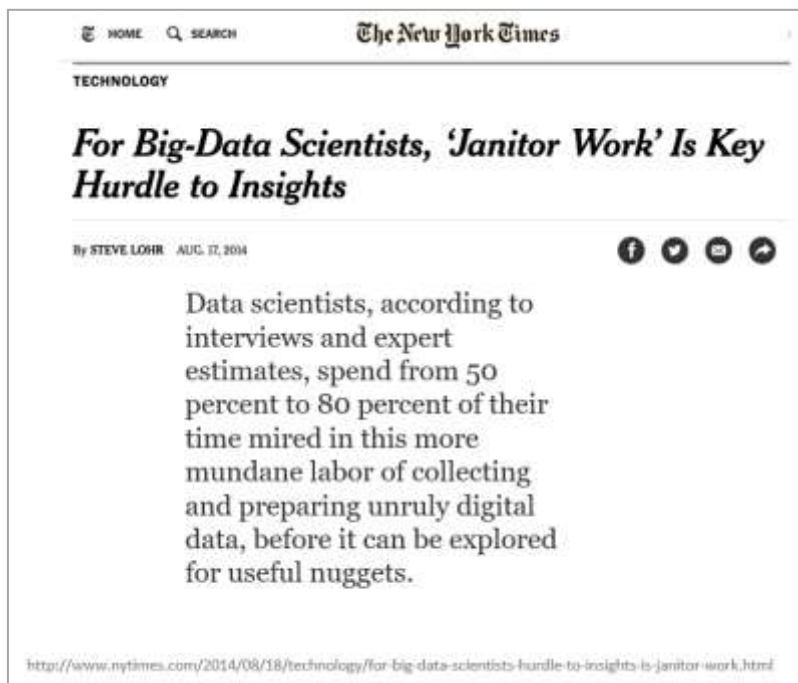 HOME SEARCH The New York Times
TECHNOLOGY
For Big-Data Scientists, ‘Janitor Work’ Is Key
Hurdle to Insights
By STEVE LOHR AUG. 17, 2014
Data scientists, according to
interviews and expert
estimates, spend from 50
percent to 80 percent of their
time mired in this more
mundane labor of collecting
and preparing unruly digital
data, before it can be explored
for useful nuggets.
http://www.nytimes.com/2014/08/18/technology/for-big-data-scientists-hurdle-to-insights-is-janitor-work.html